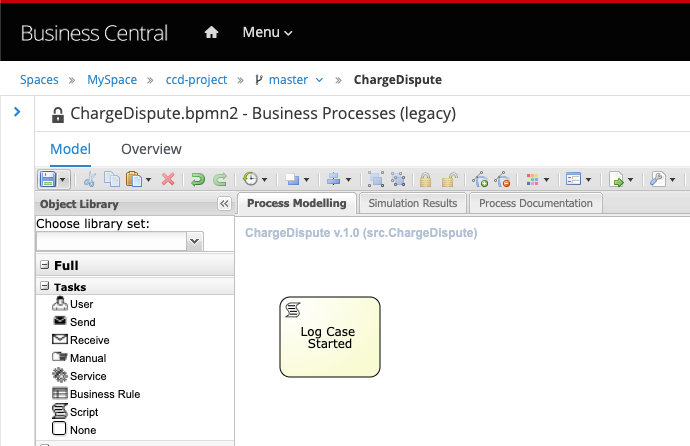 Business Central Menu
Spaces » MySpace » ccd-project » master » ChargeDispute
ChargeDispute.bpmn2 - Business Processes (legacy)
Model Overview
Object Library
Process Modelling Simulation Results Process Documentation
Choose library set:
ChargeDispute v.1.0 (src.ChargeDispute)
Full
Tasks
User
Send
Receive
Manual
Service
Business Rule
Script
None
Log Case
Started